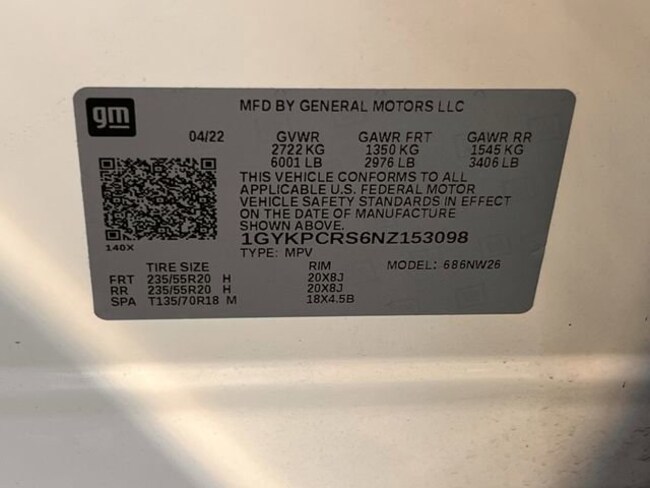 gm
MFD BY GENERAL MOTORS LLC
04/22 GVWR GAWR FRT GAWR RR
2722 KG 1350 KG 1545 KG
6001 LB 2976 LB 3406 LB
THIS VEHICLE CONFORMS TO ALL
APPLICABLE U.S. FEDERAL MOTOR
VEHICLE SAFETY STANDARDS IN EFFECT
ON THE DATE OF MANUFACTURE
SHOWN ABOVE.
140X
1GYKPCRS6NZ153098
TYPE: MPV
TIRE SIZE RIM MODEL: 686NW26
FRT 235/55R20 H 20X8J
RR 235/55R20 H 20X8J
SPA T135/70R18 M 18X4.5B